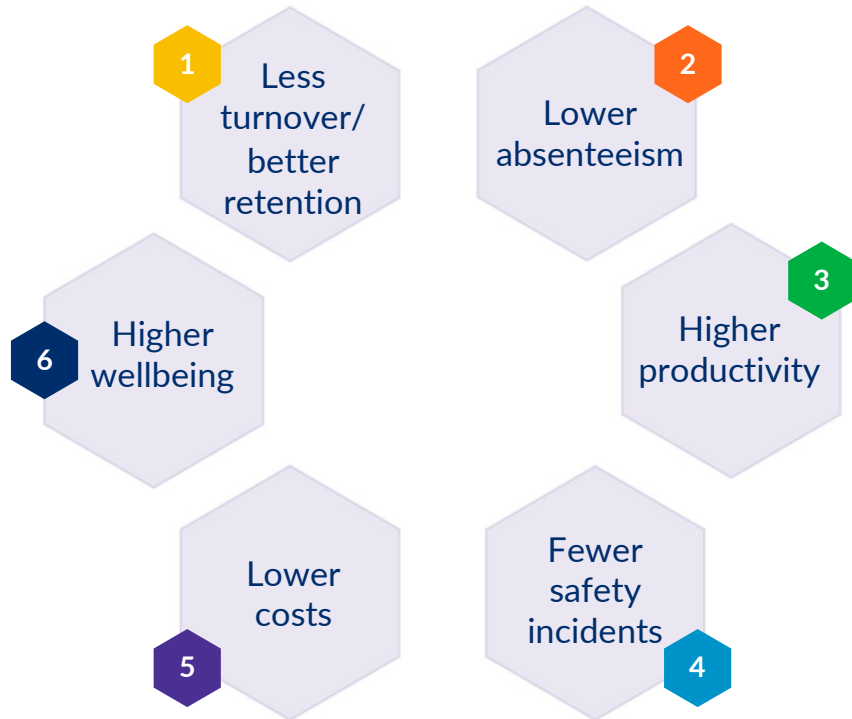 1
Less
turnover/
better
retention
2
Lower
absenteeism
3
Higher
productivity
4
Fewer
safety
incidents
5
Lower
costs
6
Higher
wellbeing